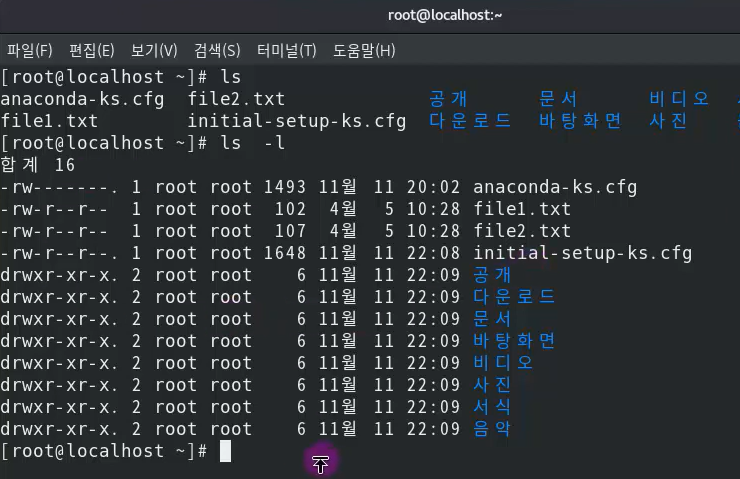 root@localhost:~
파일(F) 편집(E) 보기(V) 검색(S) 터미널(T) 도움말(H)
[root@localhost ~]# ls
anaconda-ks.cfg file2.txt 공개 문서 비디오
file1.txt initial-setup-ks.cfg 다운로드 바탕화면 사진
[root@localhost ~]# ls -l
합계 16
-rw-------. 1 root root 1493 11월 11 20:02 anaconda-ks.cfg
-rw-r--r-- 1 root root 102 4월 5 10:28 file1.txt
-rw-r--r-- 1 root root 107 4월 5 10:28 file2.txt
-rw-r--r--. 1 root root 1648 11월 11 22:08 initial-setup-ks.cfg
drwxr-xr-x. 2 root root 6 11월 11 22:09 공개
drwxr-xr-x. 2 root root 6 11월 11 22:09 다운로드
drwxr-xr-x. 2 root root 6 11월 11 22:09 문서
drwxr-xr-x. 2 root root 6 11월 11 22:09 바탕화면
drwxr-xr-x. 2 root root 6 11월 11 22:09 비디오
drwxr-xr-x. 2 root root 6 11월 11 22:09 사진
drwxr-xr-x. 2 root root 6 11월 11 22:09 서식
drwxr-xr-x. 2 root root 6 11월 11 22:09 음악
[root@localhost ~]#